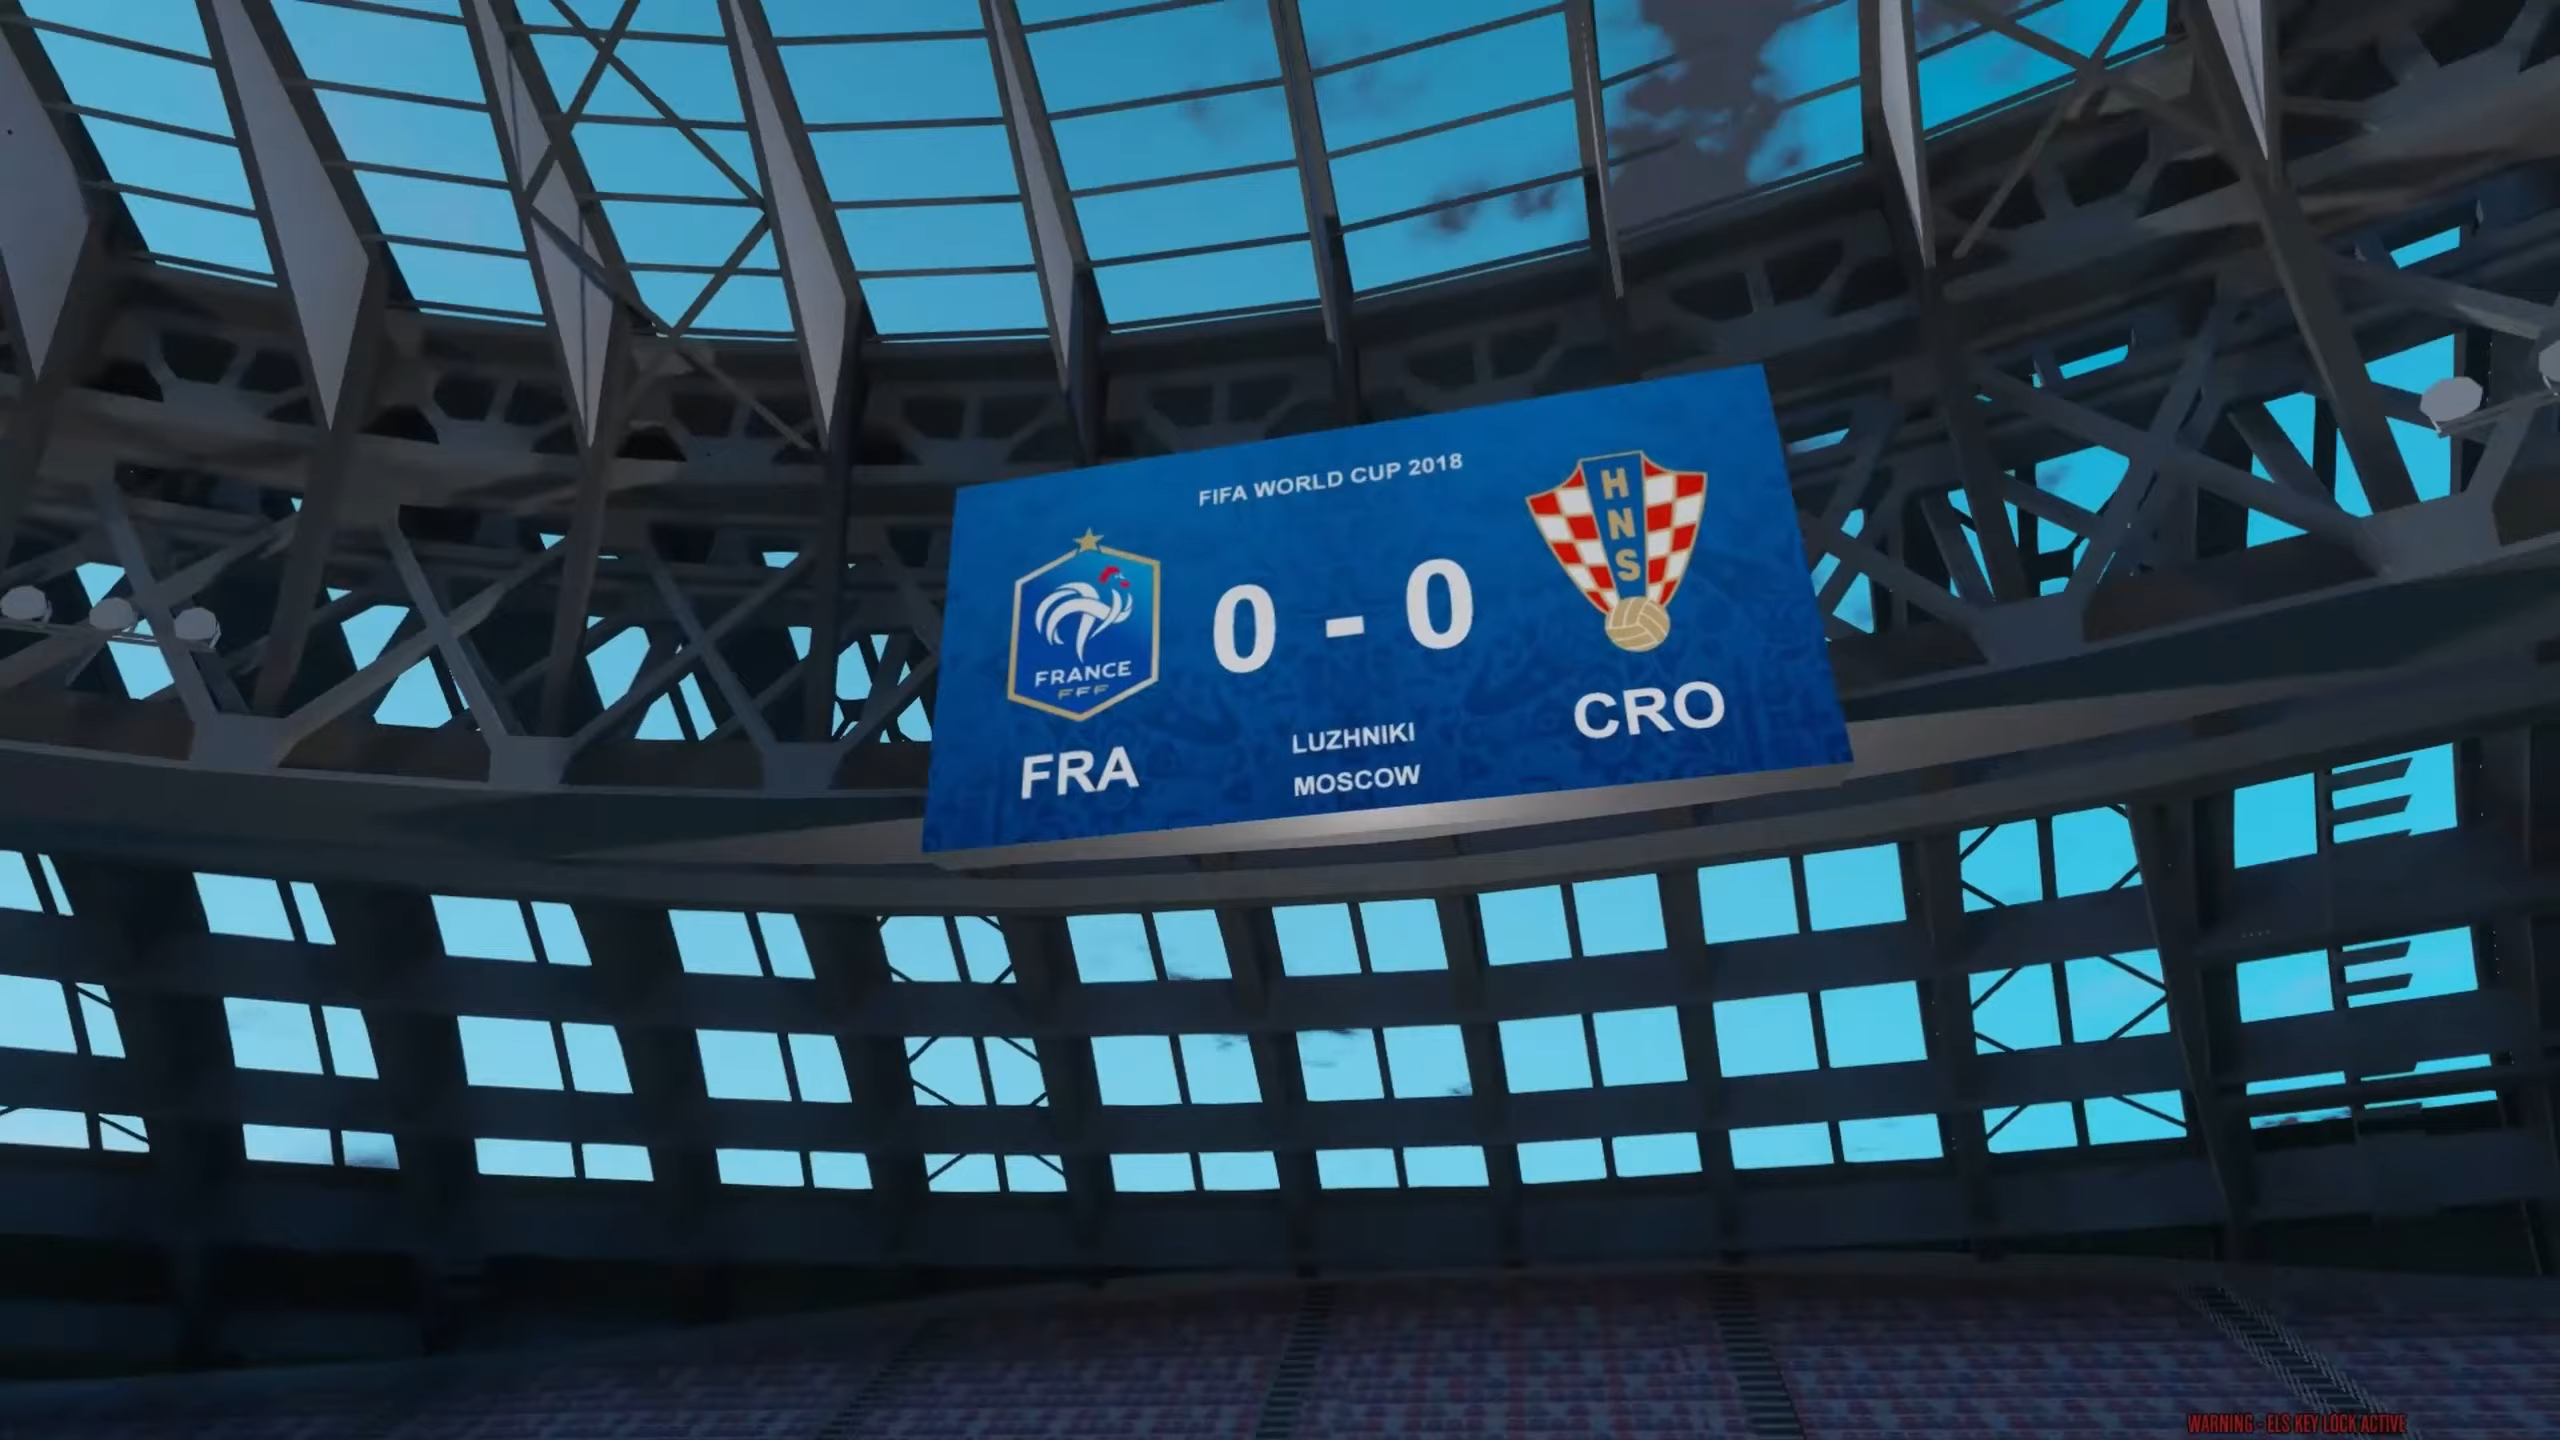 FIFA WORLD CUP 2018
HNS
FRANCE
FFF
0 - 0
FRA
CRO
LUZHNIKI
MOSCOW
WARNING - ELS KEY LOCK ACTIVE